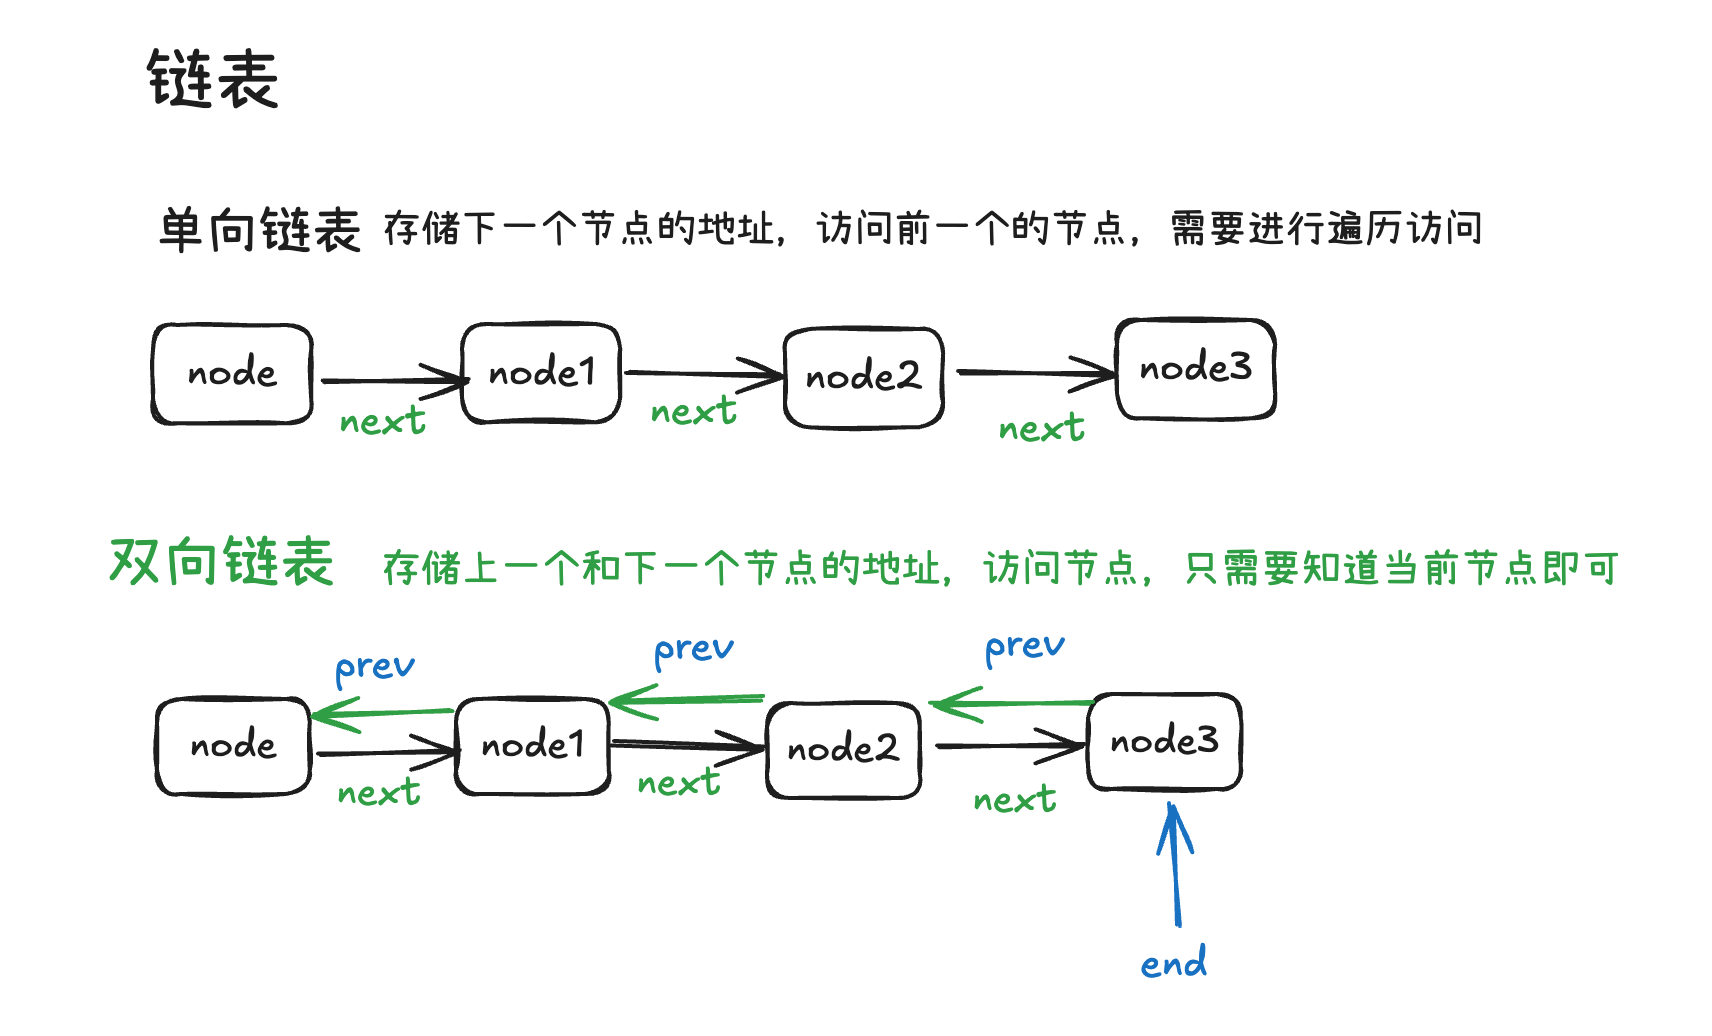 链表
单向链表 存储下一个节点的地址，访问前一个的节点，需要进行遍历访问
node node1 node2 node3
next next next
双向链表 存储上一个和下一个节点的地址，访问节点，只需要知道当前节点即可
prev prev prev
node node1 node2 node3
next next next
end